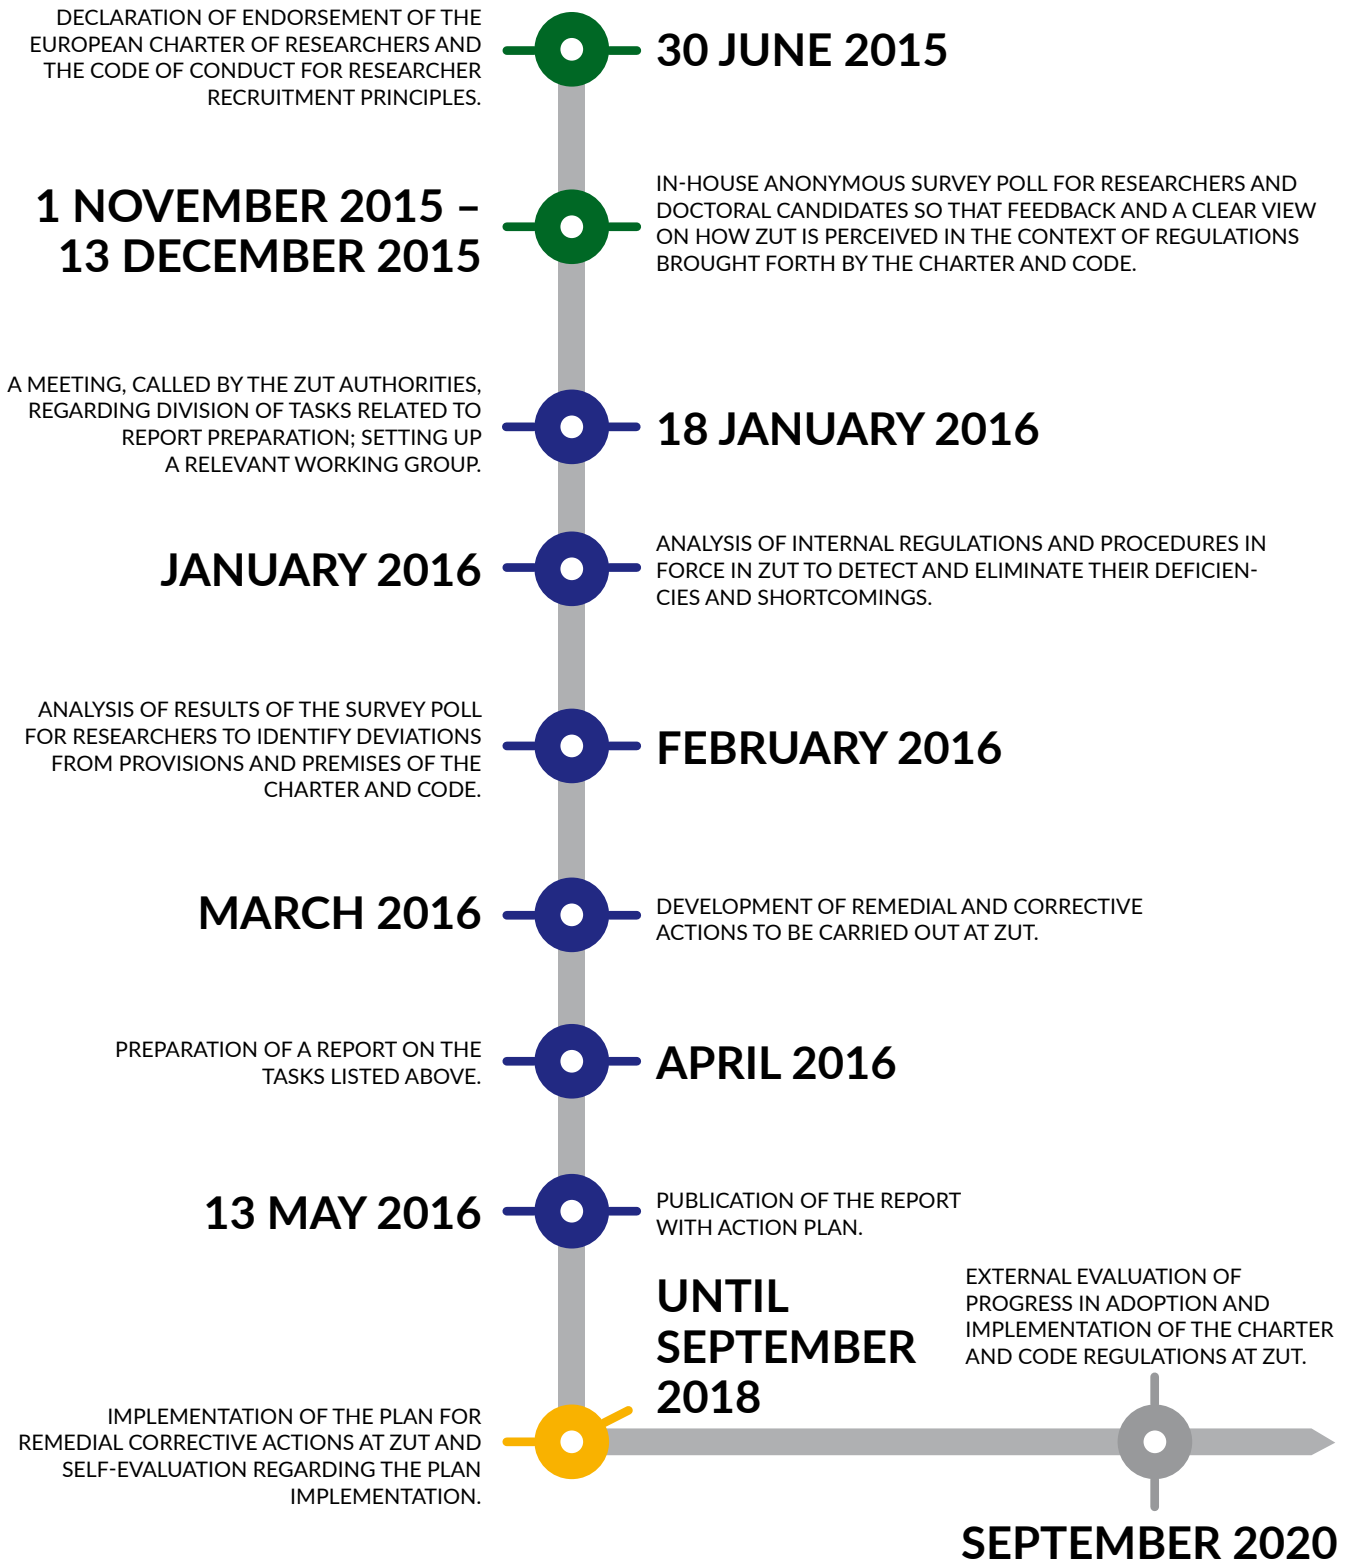 DECLARATION OF ENDORSEMENT OF THE
EUROPEAN CHARTER OF RESEARCHERS AND
THE CODE OF CONDUCT FOR RESEARCHER
RECRUITMENT PRINCIPLES.
30 JUNE 2015
1 NOVEMBER 2015 –
13 DECEMBER 2015
IN-HOUSE ANONYMOUS SURVEY POLL FOR RESEARCHERS AND
DOCTORAL CANDIDATES SO THAT FEEDBACK AND A CLEAR VIEW
ON HOW ZUT IS PERCEIVED IN THE CONTEXT OF REGULATIONS
BROUGHT FORTH BY THE CHARTER AND CODE.
A MEETING, CALLED BY THE ZUT AUTHORITIES,
REGARDING DIVISION OF TASKS RELATED TO
REPORT PREPARATION; SETTING UP
A RELEVANT WORKING GROUP.
18 JANUARY 2016
JANUARY 2016
ANALYSIS OF INTERNAL REGULATIONS AND PROCEDURES IN
FORCE IN ZUT TO DETECT AND ELIMINATE THEIR DEFICIEN-
CIES AND SHORTCOMINGS.
ANALYSIS OF RESULTS OF THE SURVEY POLL
FOR RESEARCHERS TO IDENTIFY DEVIATIONS
FROM PROVISIONS AND PREMISES OF THE
CHARTER AND CODE.
FEBRUARY 2016
MARCH 2016
DEVELOPMENT OF REMEDIAL AND CORRECTIVE
ACTIONS TO BE CARRIED OUT AT ZUT.
PREPARATION OF A REPORT ON THE
TASKS LISTED ABOVE.
APRIL 2016
13 MAY 2016
PUBLICATION OF THE REPORT
WITH ACTION PLAN.
IMPLEMENTATION OF THE PLAN FOR
REMEDIAL CORRECTIVE ACTIONS AT ZUT AND
SELF-EVALUATION REGARDING THE PLAN
IMPLEMENTATION.
UNTIL
SEPTEMBER
2018
EXTERNAL EVALUATION OF
PROGRESS IN ADOPTION AND
IMPLEMENTATION OF THE CHARTER
AND CODE REGULATIONS AT ZUT.
SEPTEMBER 2020